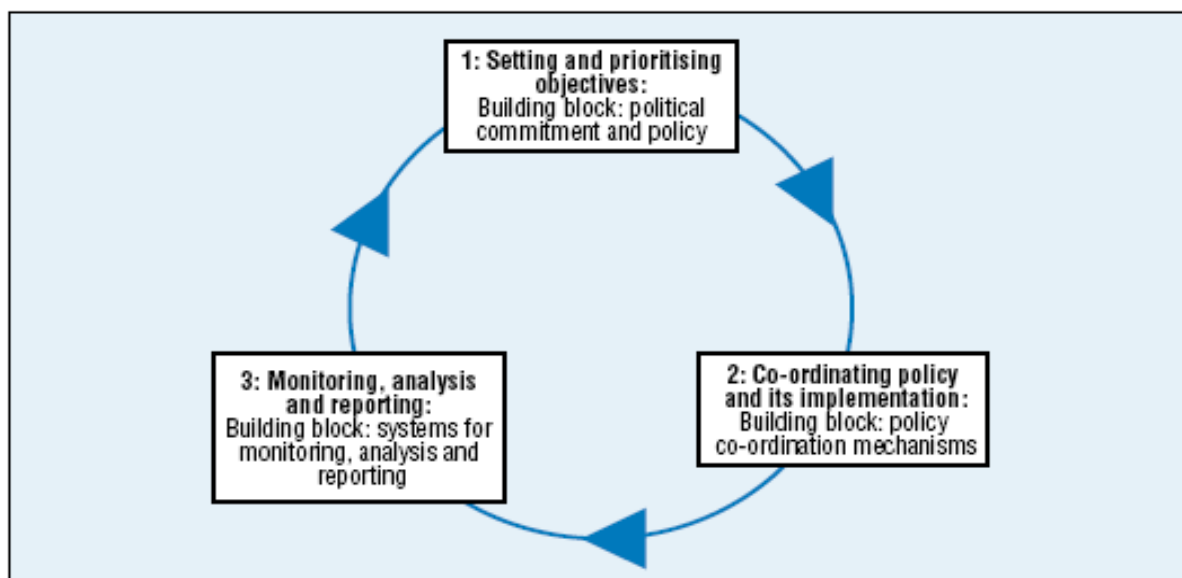 1: Setting and prioritising
objectives:
Building block: political
commitment and policy
3: Monitoring, analysis
and reporting:
Building block: systems for
monitoring, analysis and
reporting
2: Co-ordinating policy
and its implementation:
Building block: policy
co-ordination mechanisms